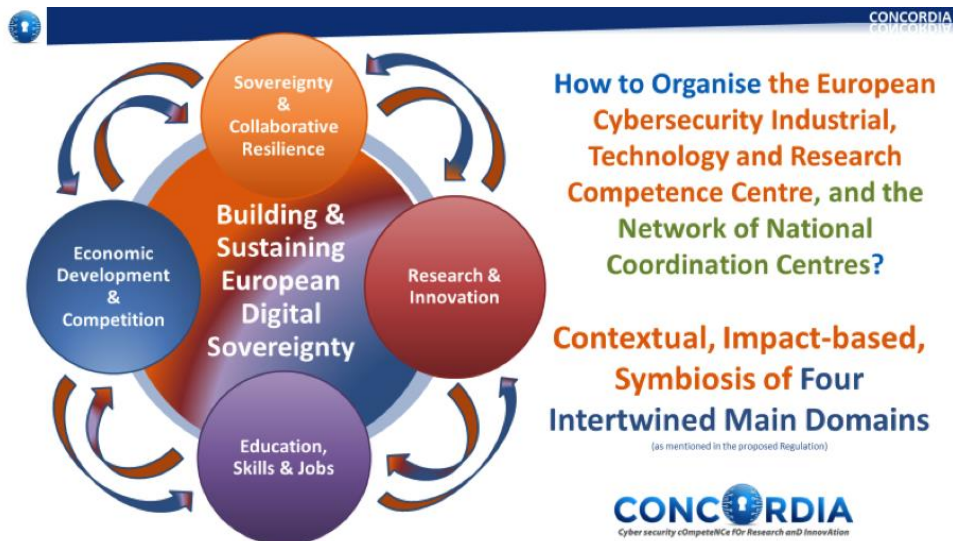 CONCORDIA
Sovereignty
&
Collaborative
Resilience
Economic
Development
&
Competition
Building &
Sustaining
European
Digital
Sovereignty
Research &
Innovation
Education,
Skills & Jobs
How to Organise the European
Cybersecurity Industrial,
Technology and Research
Competence Centre, and the
Network of National
Coordination Centres?
Contextual, Impact-based,
Symbiosis of Four
Intertwined Main Domains
(as mentioned in the proposed Regulation)
CONCORDIA
Cyber security cOmpeteNCe fOr Research anD InnovAtion